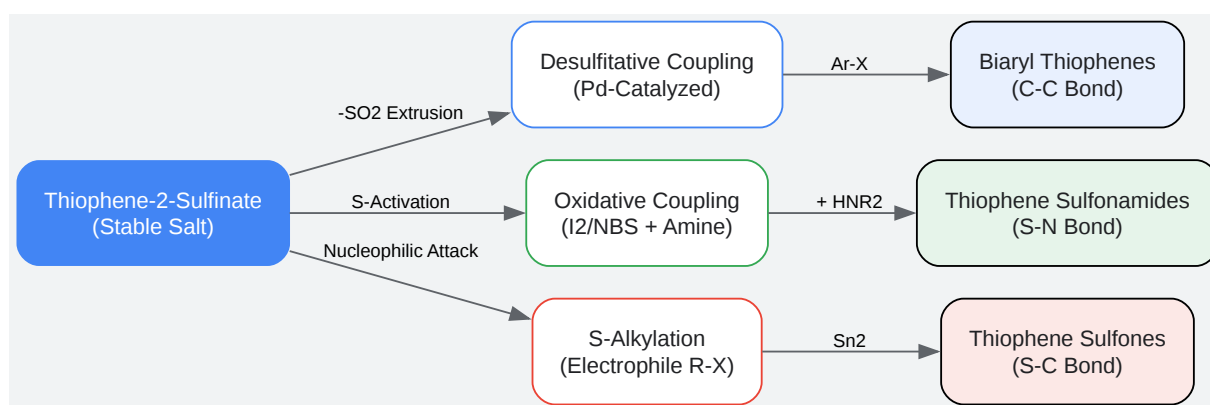 Thiophene-2-Sulfinate
(Stable Salt)
-SO2 Extrusion
Desulfitative Coupling
(Pd-Catalyzed)
Ar-X
Biaryl Thiophenes
(C-C Bond)
S-Activation
Oxidative Coupling
(I2/NBS + Amine)
+ HNR2
Thiophene Sulfonamides
(S-N Bond)
Nucleophilic Attack
S-Alkylation
(Electrophile R-X)
Sn2
Thiophene Sulfones
(S-C Bond)